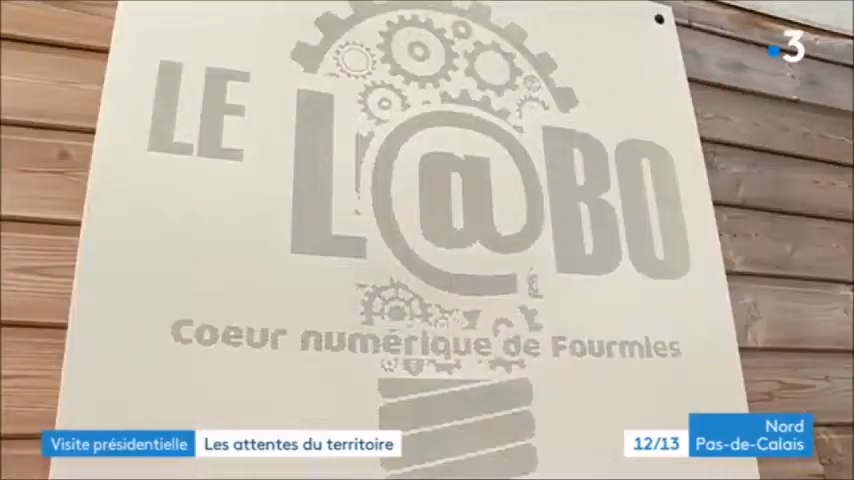 3
LE L@BO
Coeur numérique de Fourmies
Visite présidentielle
Les attentes du territoire
12/13
Nord
Pas-de-Calais